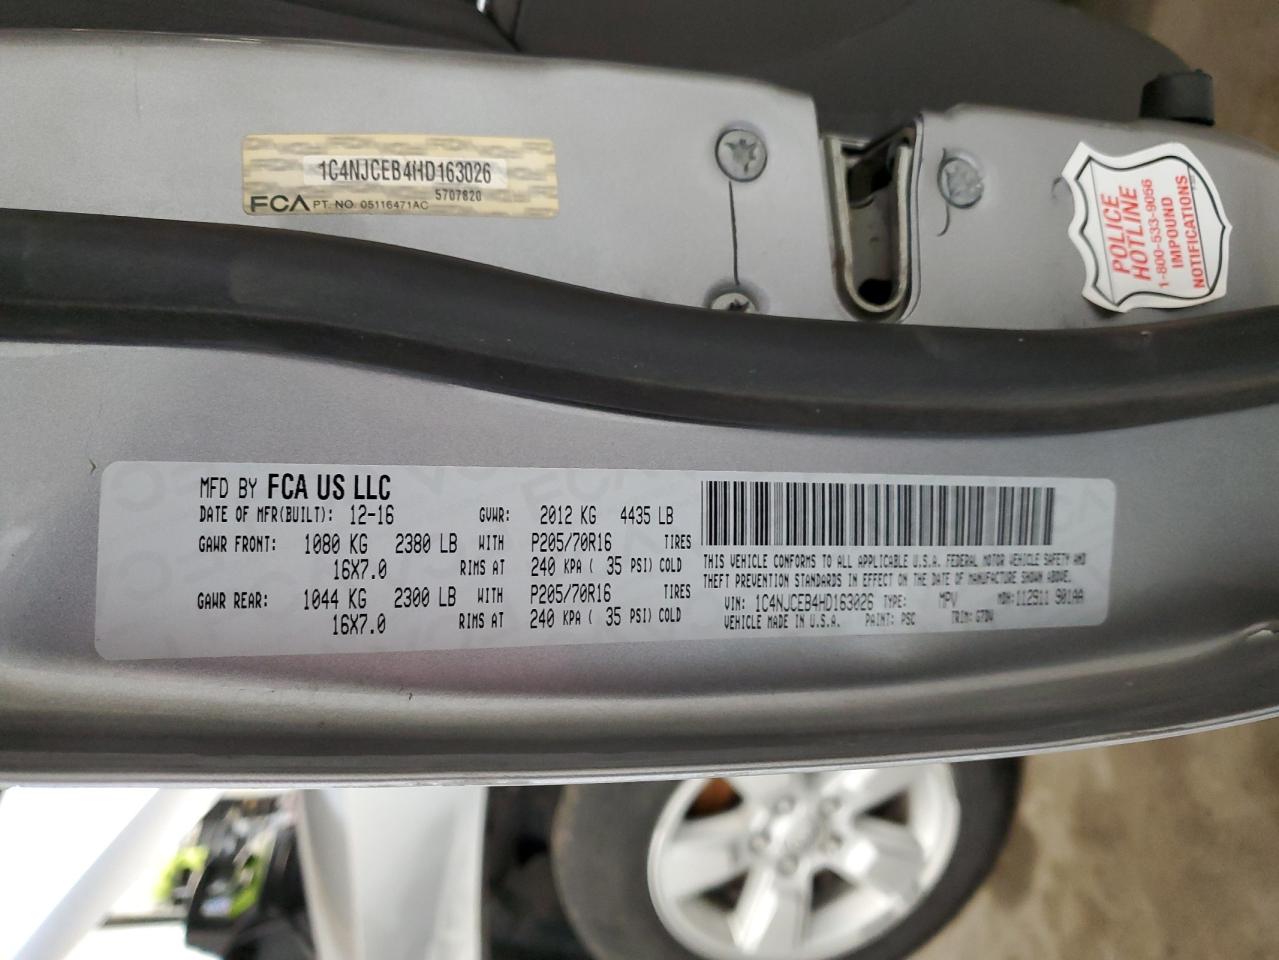 1C4NJCEB4HD163026
5707820
FCA PT. NO. 05116471AC
POLICE
HOTLINE
1-800-533-9056
IMPOUND
NOTIFICATIONS
MFD BY FCA US LLC
DATE OF MFR(BUILT): 12-16 GVWR: 2012 KG 4435 LB
GAWR FRONT: 1080 KG 2380 LB WITH P205/70R16 TIRES
16X7.0 RIMS AT 240 KPA ( 35 PSI) COLD
GAWR REAR: 1044 KG 2300 LB WITH P205/70R16 TIRES
16X7.0 RIMS AT 240 KPA ( 35 PSI) COLD
THIS VEHICLE CONFORMS TO ALL APPLICABLE U.S.A. FEDERAL MOTOR VEHICLE SAFETY AND
THEFT PREVENTION STANDARDS IN EFFECT ON THE DATE OF MANUFACTURE SHOWN ABOVE.
VIN: 1C4NJCEB4HD163026 TYPE: MPV MDH:112911 901AA
VEHICLE MADE IN U.S.A. PAINT: PSC TRIM: